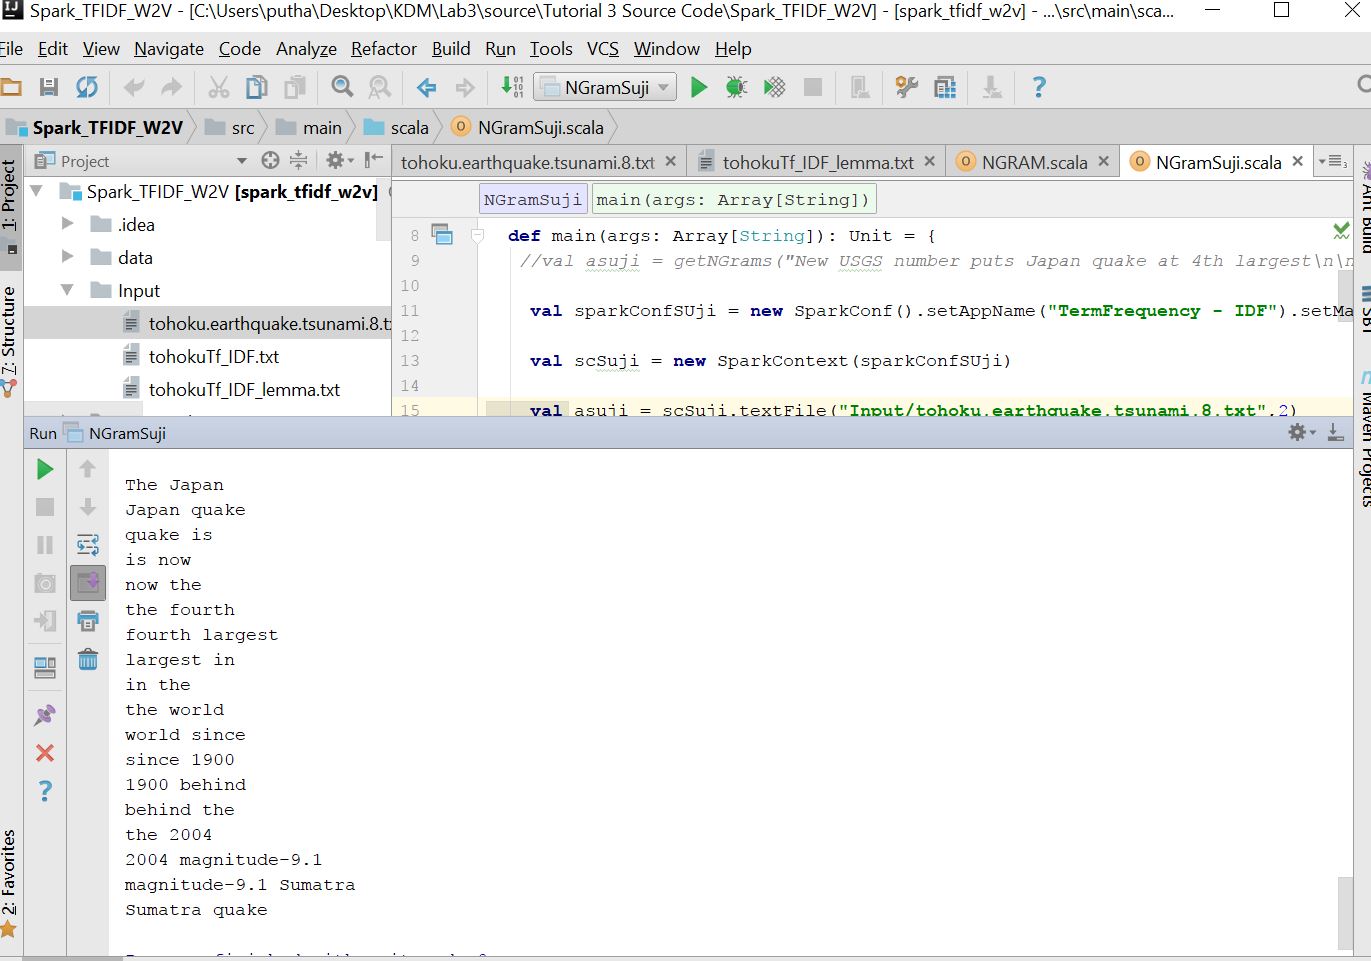 Spark_TFIDF_W2V - [C:\Users\putha\Desktop\KDM\Lab3\source\Tutorial 3 Source Code\Spark_TFIDF_W2V] - [spark_tfidf_w2v] - ...\src\main\sca...
File Edit View Navigate Code Analyze Refactor Build Run Tools VCS Window Help
NGramSuji
Spark_TFIDF_W2V src main scala NGramSuji.scala
Project
tohoku.earthquake.tsunami.8.txt tohokuTf_IDF_lemma.txt NGRAM.scala NGramSuji.scala
1: Project
7: Structure
2: Favorites
Spark_TFIDF_W2V [spark_tfidf_w2v]
.idea
data
Input
tohoku.earthquake.tsunami.8.t
tohokuTf_IDF.txt
tohokuTf_IDF_lemma.txt
NGramSuji main(args: Array[String])
8 def main(args: Array[String]): Unit = {
9 //val asuji = getNGrams("New USGS number puts Japan quake at 4th largest\n\n
10
11 val sparkConfSUji = new SparkConf().setAppName("TermFrequency - IDF").setMa
12
13 val scSuji = new SparkContext(sparkConfSUji)
14
15 val asuji = scSuji.textFile("Input/tohoku.earthquake.tsunami.8.txt",2)
Ant Build
SBT
Maven Projects
Run NGramSuji
The Japan
Japan quake
quake is
is now
now the
the fourth
fourth largest
largest in
in the
the world
world since
since 1900
1900 behind
behind the
the 2004
2004 magnitude-9.1
magnitude-9.1 Sumatra
Sumatra quake